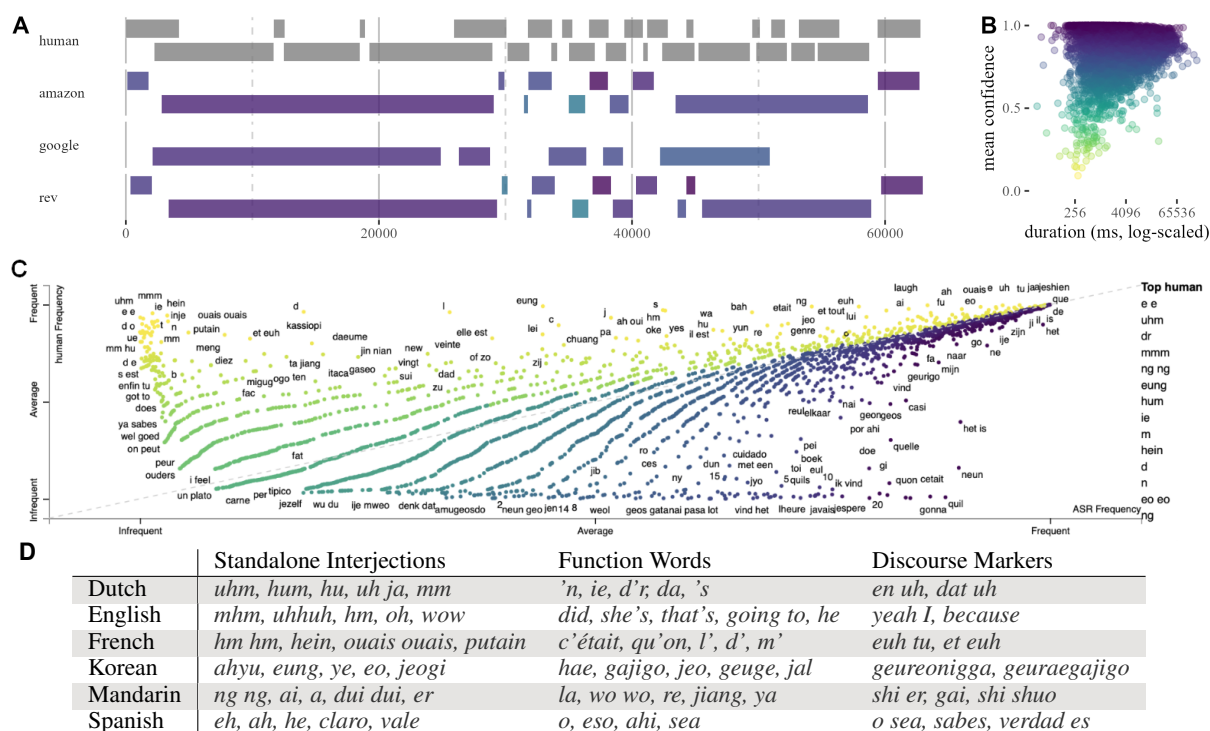 A
human
amazon
google
rev
0 20000 40000 60000
B
mean confidence
1.0
0.5
0.0
256 4096 65536
duration (ms, log-scaled)
C
Frequent
Average
Infrequent
human Frequency
uhm mmm ie hein
e e inje ouais ouais d l eung j s bah etait ng euh laugh ah ouais e uh tu jaajeshien
d o t n putain et euh kassiopi c lei pa ah oui hm oke yes wa hu il est yun re jeo genre et tout lui o ai fu eo que de
ue mm daeume elle est chuang ji il is
mm hu meng jin nian new veinte zijn het
d e diez ta jiang vingt of zo zij go ije
s est b migug ogo ten itaca gaseo sui dad fa naar ne
enfin tu fac zu geurigo mijn
got to vind
does reul elkaar nai geongeos casi
ya sabes por ahi het is
wel goed
on peut fat ro cuidado pei doe quelle
peur ces dun met een boek
ouders i feel jib ny 15 jyo toi eul gi neun
un plato per tipico 5 quils 10 ik vind quon cetait
carne jezelf wu du ije mweo denk dat amugeosdo 2 neun geo jen 14 8 weol geos gatanai pasa lot vind het lheure javais jespere 20 gonna quil
ASR Frequency
Infrequent Average Frequent
Top human
e e
uhm
dr
mmm
ng ng
eung
hum
ie
m
hein
d
n
eo eo
ng
D
Standalone Interjections Function Words Discourse Markers
Dutch uhm, hum, hu, uh ja, mm 'n, ie, d'r, da, 's en uh, dat uh
English mhm, uhhuh, hm, oh, wow did, she's, that's, going to, he yeah I, because
French hm hm, hein, ouais ouais, putain c'était, qu'on, l', d', m' euh tu, et euh
Korean ahyu, eung, ye, eo, jeogi hae, gajigo, jeo, geuge, jal geureonigga, geuraegajigo
Mandarin ng ng, ai, a, dui dui, er la, wo wo, re, jiang, ya shi er, gai, shi shuo
Spanish eh, ah, he, claro, vale o, eso, ahi, sea o sea, sabes, verdad es